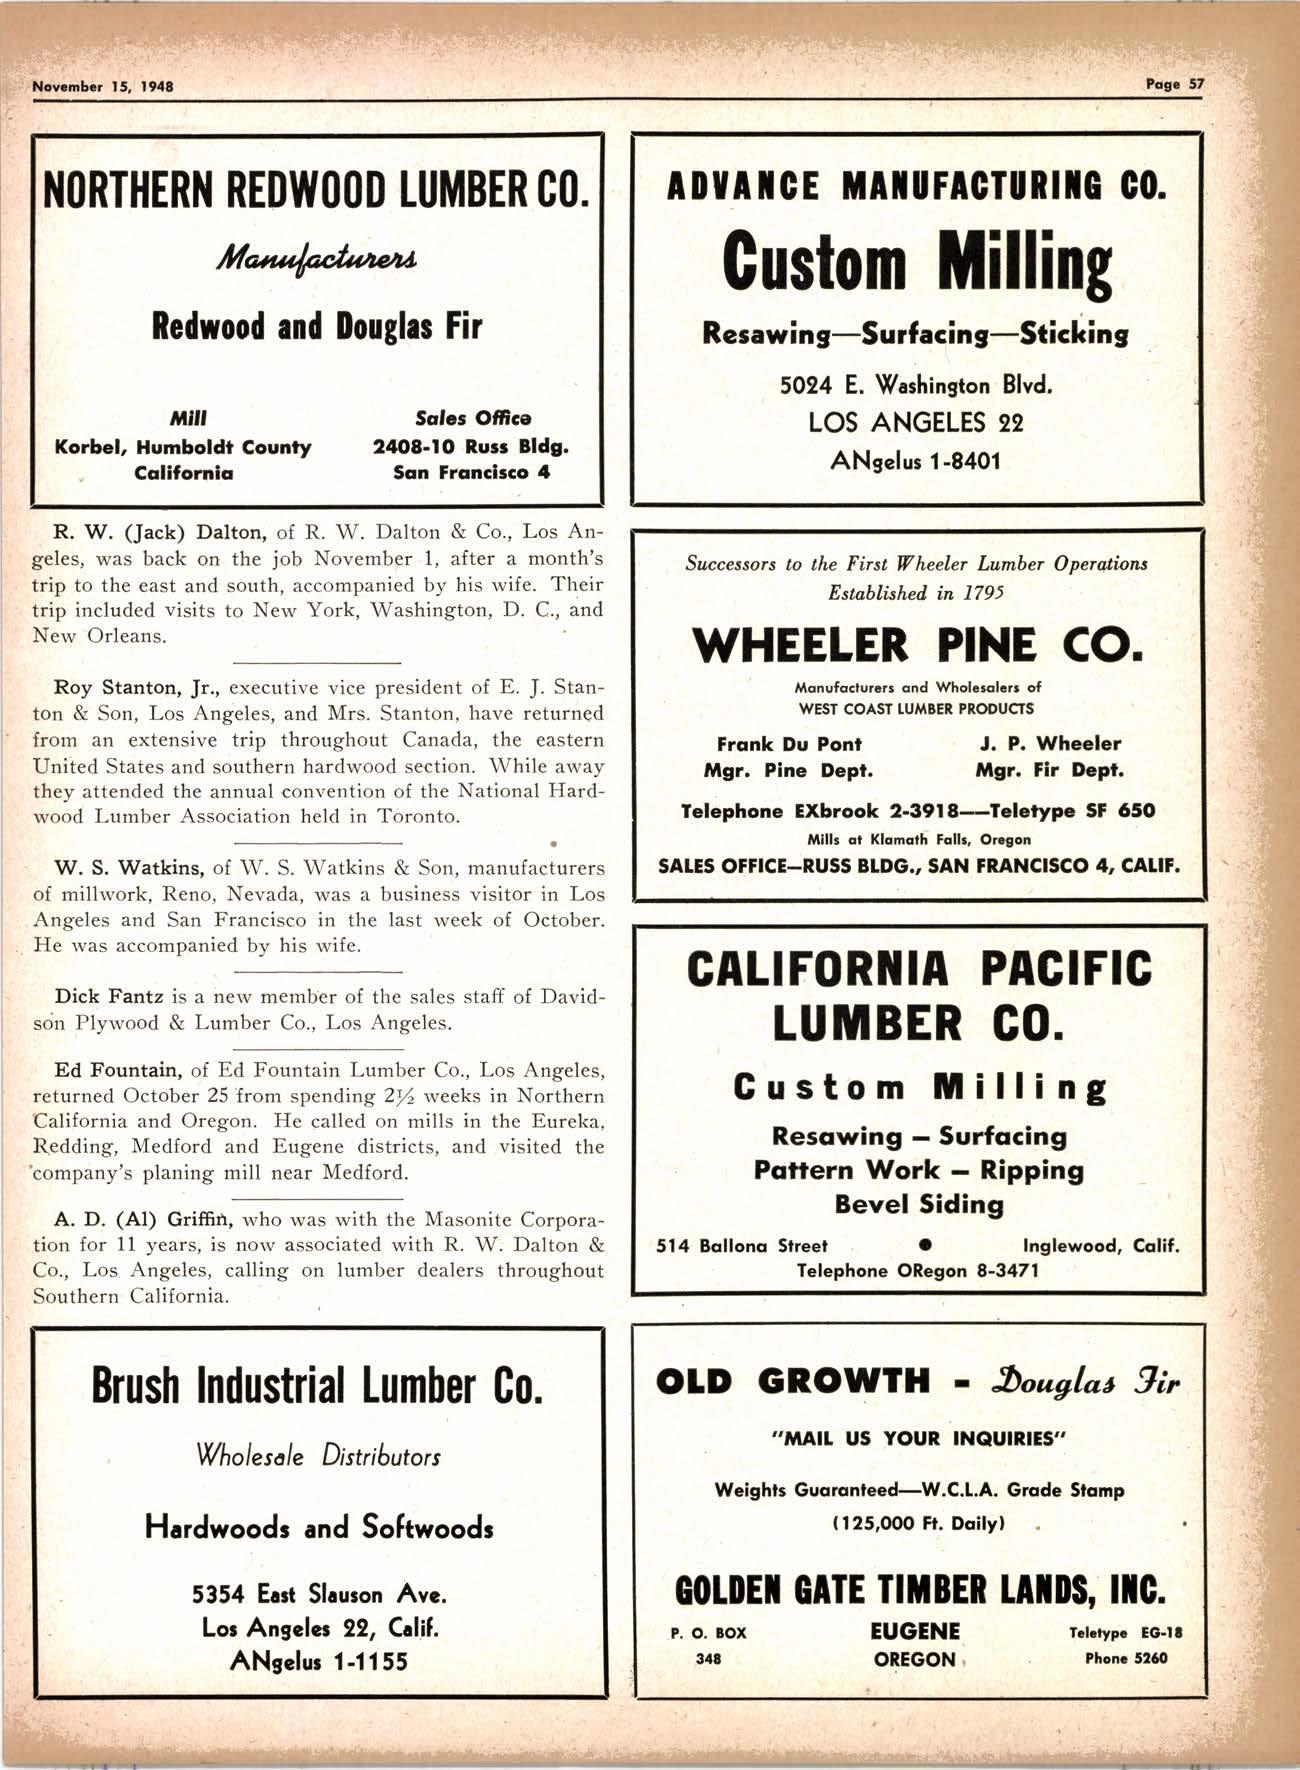 November 15, 1948
Page 57
NORTHERN REDWOOD LUMBER CO.
Manufacturers
Redwood and Douglas Fir
Mill
Korbel, Humboldt County
California
Sales Office
2408-10 Russ Bldg.
San Francisco 4
R. W. (Jack) Dalton, of R. W. Dalton & Co., Los An-
geles, was back on the job November 1, after a month's
trip to the east and south, accompanied by his wife. Their
trip included visits to New York, Washington, D. C., and
New Orleans.
Roy Stanton, Jr., executive vice president of E. J. Stan-
ton & Son, Los Angeles, and Mrs. Stanton, have returned
from an extensive trip throughout Canada, the eastern
United States and southern hardwood section. While away
they attended the annual convention of the National Hard-
wood Lumber Association held in Toronto.
W. S. Watkins, of W. S. Watkins & Son, manufacturers
of millwork, Reno, Nevada, was a business visitor in Los
Angeles and San Francisco in the last week of October.
He was accompanied by his wife.
Dick Fantz is a new member of the sales staff of David-
son Plywood & Lumber Co., Los Angeles.
Ed Fountain, of Ed Fountain Lumber Co., Los Angeles,
returned October 25 from spending 2½ weeks in Northern
California and Oregon. He called on mills in the Eureka,
Redding, Medford and Eugene districts, and visited the
company's planing mill near Medford.
A. D. (Al) Griffin, who was with the Masonite Corpora-
tion for 11 years, is now associated with R. W. Dalton &
Co., Los Angeles, calling on lumber dealers throughout
Southern California.
Brush Industrial Lumber Co.
Wholesale Distributors
Hardwoods and Softwoods
5354 East Slauson Ave.
Los Angeles 22, Calif.
ANgelus 1-1155
ADVANCE MANUFACTURING CO.
Custom Milling
Resawing—Surfacing—Sticking
5024 E. Washington Blvd.
LOS ANGELES 22
ANgelus 1-8401
Successors to the First Wheeler Lumber Operations
Established in 1795
WHEELER PINE CO.
Manufacturers and Wholesalers of
WEST COAST LUMBER PRODUCTS
Frank Du Pont
Mgr. Pine Dept.
J. P. Wheeler
Mgr. Fir Dept.
Telephone EXbrook 2-3918——Teletype SF 650
Mills at Klamath Falls, Oregon
SALES OFFICE—RUSS BLDG., SAN FRANCISCO 4, CALIF.
CALIFORNIA PACIFIC
LUMBER CO.
Custom Milling
Resawing – Surfacing
Pattern Work – Ripping
Bevel Siding
514 Ballona Street ● Inglewood, Calif.
Telephone ORegon 8-3471
OLD GROWTH - Douglas Fir
"MAIL US YOUR INQUIRIES"
Weights Guaranteed—W.C.L.A. Grade Stamp
(125,000 Ft. Daily)
GOLDEN GATE TIMBER LANDS, INC.
P. O. BOX EUGENE Teletype EG-18
348 OREGON Phone 5260